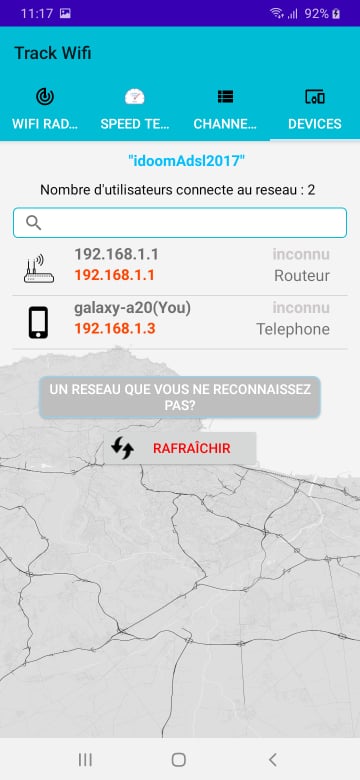 11:17
92%
Track Wifi
WIFI RAD...
SPEED TE...
CHANNE...
DEVICES
"idoomAdsl2017"
Nombre d'utilisateurs connecte au reseau : 2
192.168.1.1
inconnu
192.168.1.1
Routeur
galaxy-a20(You)
inconnu
192.168.1.3
Telephone
UN RESEAU QUE VOUS NE RECONNAISSEZ
PAS?
RAFRAÎCHIR